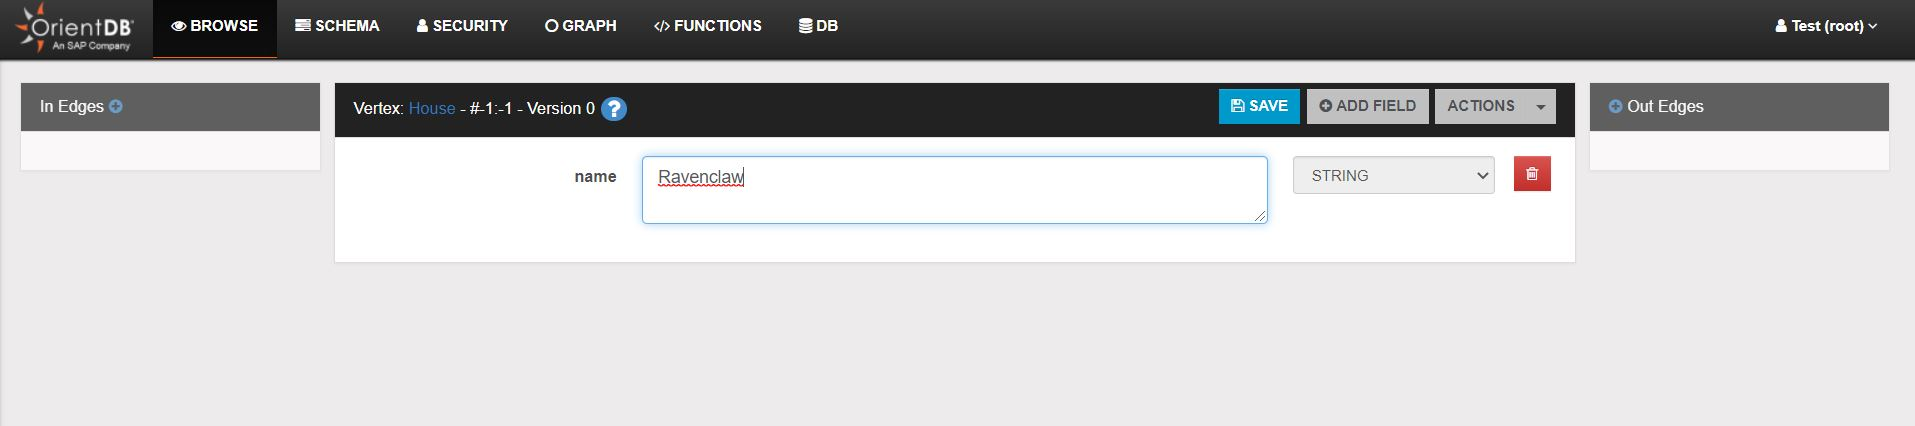 OrientDB
An SAP Company
BROWSE
SCHEMA
SECURITY
GRAPH
FUNCTIONS
DB
Test (root)
In Edges
Vertex: House - #-1:-1 - Version 0 ?
SAVE
ADD FIELD
ACTIONS
Out Edges
name
Ravenclaw
STRING